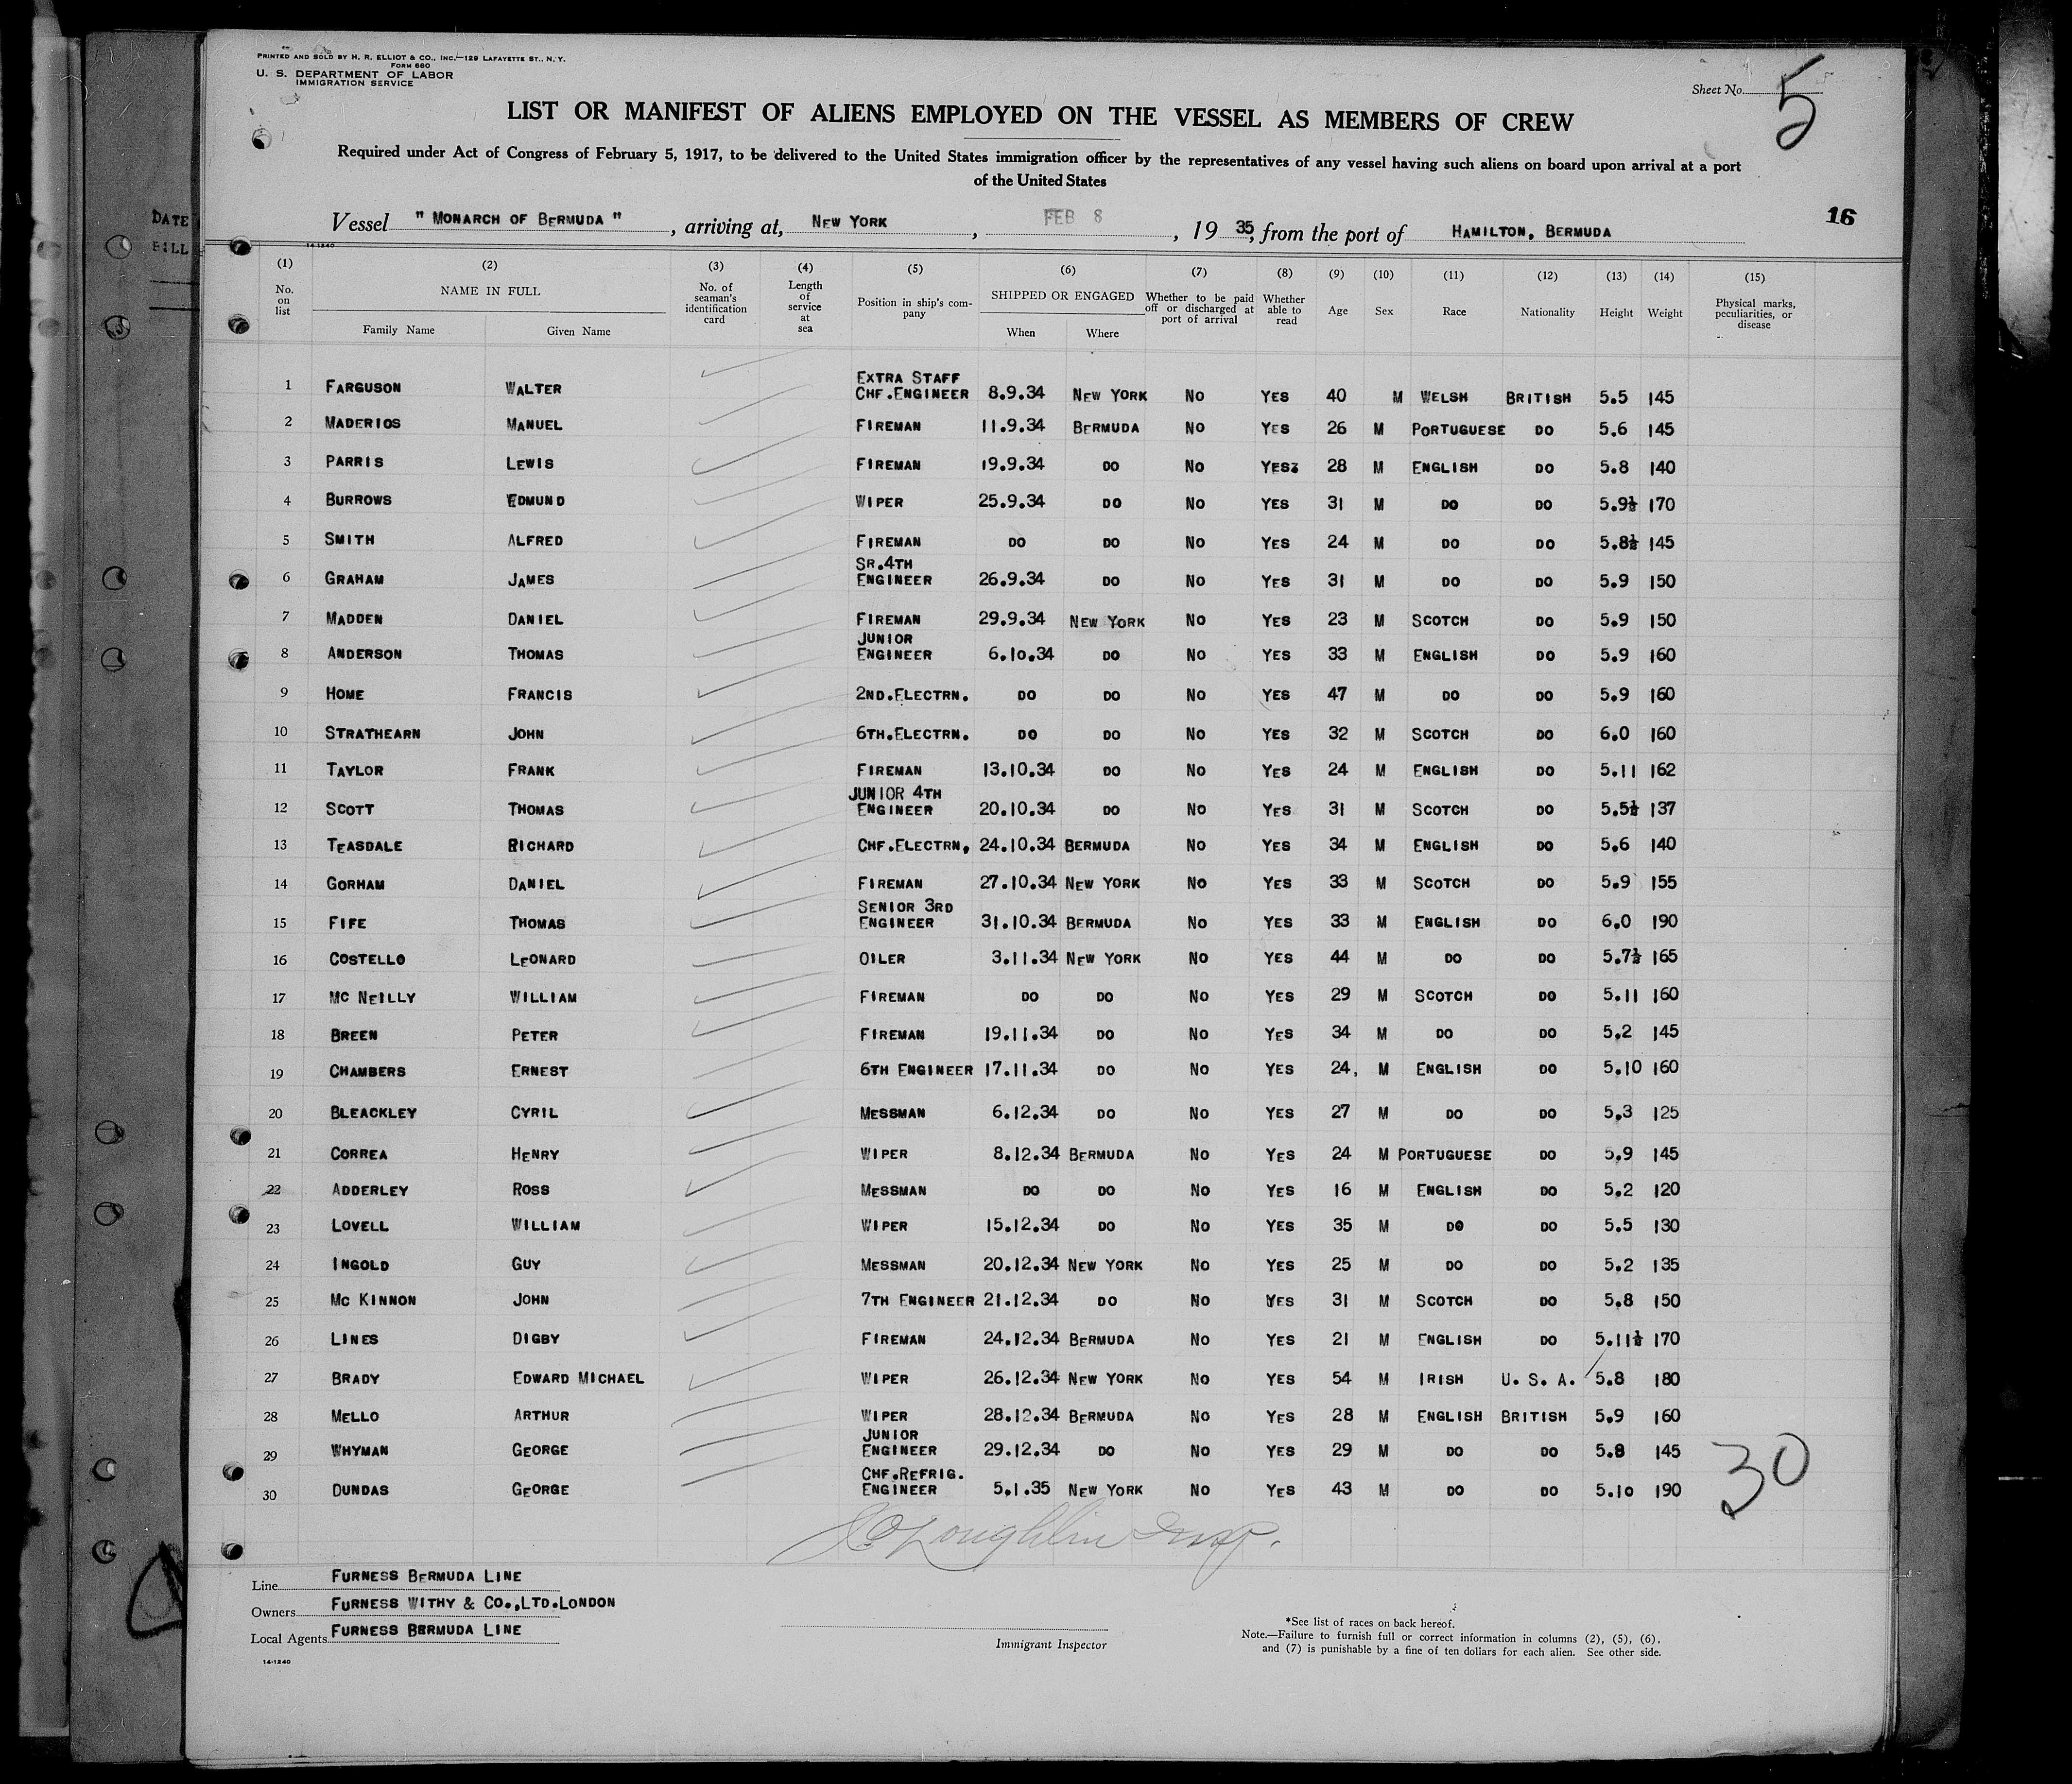 PRINTED AND SOLD BY H. R. ELLIOT & CO., INC.—129 LAFAYETTE ST., N. Y.
FORM 680
U. S. DEPARTMENT OF LABOR
IMMIGRATION SERVICE
Sheet No. 5
LIST OR MANIFEST OF ALIENS EMPLOYED ON THE VESSEL AS MEMBERS OF CREW
Required under Act of Congress of February 5, 1917, to be delivered to the United States immigration officer by the representatives of any vessel having such aliens on board upon arrival at a port
of the United States
DATE
BILL
16
Vessel " MONARCH OF BERMUDA ", arriving at, NEW YORK, FEB 8, 19 35, from the port of HAMILTON, BERMUDA
14-1240
(1) (2) (3) (4) (5) (6) (7) (8) (9) (10) (11) (12) (13) (14) (15)
No. on list NAME IN FULL Family Name Given Name No. of seaman's identification card Length of service at sea Position in ship's company SHIPPED OR ENGAGED When Where Whether to be paid off or discharged at port of arrival Whether able to read Age Sex Race Nationality Height Weight Physical marks, peculiarities, or disease
1 FARGUSON WALTER EXTRA STAFF CHF.ENGINEER 8.9.34 NEW YORK NO YES 40 M WELSH BRITISH 5.5 145
2 MADERIOS MANUEL FIREMAN 11.9.34 BERMUDA NO YES 26 M PORTUGUESE DO 5.6 145
3 PARRIS LEWIS FIREMAN 19.9.34 DO NO YES 28 M ENGLISH DO 5.8 140
4 BURROWS EDMUND WIPER 25.9.34 DO NO YES 31 M DO DO 5.9½ 170
5 SMITH ALFRED FIREMAN DO DO NO YES 24 M DO DO 5.8½ 145
6 GRAHAM JAMES SR.4TH ENGINEER 26.9.34 DO NO YES 31 M DO DO 5.9 150
7 MADDEN DANIEL FIREMAN 29.9.34 NEW YORK NO YES 23 M SCOTCH DO 5.9 150
8 ANDERSON THOMAS JUNIOR ENGINEER 6.10.34 DO NO YES 33 M ENGLISH DO 5.9 160
9 HOME FRANCIS 2ND.ELECTRN. DO DO NO YES 47 M DO DO 5.9 160
10 STRATHEARN JOHN 6TH.ELECTRN. DO DO NO YES 32 M SCOTCH DO 6.0 160
11 TAYLOR FRANK FIREMAN 13.10.34 DO NO YES 24 M ENGLISH DO 5.11 162
12 SCOTT THOMAS JUNIOR 4TH ENGINEER 20.10.34 DO NO YES 31 M SCOTCH DO 5.5½ 137
13 TEASDALE RICHARD CHF.ELECTRN. 24.10.34 BERMUDA NO YES 34 M ENGLISH DO 5.6 140
14 GORHAM DANIEL FIREMAN 27.10.34 NEW YORK NO YES 33 M SCOTCH DO 5.9 155
15 FIFE THOMAS SENIOR 3RD ENGINEER 31.10.34 BERMUDA NO YES 33 M ENGLISH DO 6.0 190
16 COSTELLO LEONARD OILER 3.11.34 NEW YORK NO YES 44 M DO DO 5.7½ 165
17 MC NEILLY WILLIAM FIREMAN DO DO NO YES 29 M SCOTCH DO 5.11 160
18 BREEN PETER FIREMAN 19.11.34 DO NO YES 34 M DO DO 5.2 145
19 CHAMBERS ERNEST 6TH ENGINEER 17.11.34 DO NO YES 24, M ENGLISH DO 5.10 160
20 BLEACKLEY CYRIL MESSMAN 6.12.34 DO NO YES 27 M DO DO 5.3 125
21 CORREA HENRY WIPER 8.12.34 BERMUDA NO YES 24 M PORTUGUESE DO 5.9 145
22 ADDERLEY ROSS MESSMAN DO DO NO YES 16 M ENGLISH DO 5.2 120
23 LOVELL WILLIAM WIPER 15.12.34 DO NO YES 35 M DO DO 5.5 130
24 INGOLD GUY MESSMAN 20.12.34 NEW YORK NO YES 25 M DO DO 5.2 135
25 MC KINNON JOHN 7TH ENGINEER 21.12.34 DO NO YES 31 M SCOTCH DO 5.8 150
26 LINES DIGBY FIREMAN 24.12.34 BERMUDA NO YES 21 M ENGLISH DO 5.11½ 170
27 BRADY EDWARD MICHAEL WIPER 26.12.34 NEW YORK NO YES 54 M IRISH U. S. A. 5.8 180
28 MELLO ARTHUR WIPER 28.12.34 BERMUDA NO YES 28 M ENGLISH BRITISH 5.9 160
29 WHYMAN GEORGE JUNIOR ENGINEER 29.12.34 DO NO YES 29 M DO DO 5.8 145
30 DUNDAS GEORGE CHF.REFRIG. ENGINEER 5.1.35 NEW YORK NO YES 43 M DO DO 5.10 190
30
Line FURNESS BERMUDA LINE
Owners FURNESS WITHY & CO.,LTD.LONDON
Local Agents FURNESS BERMUDA LINE
14-1240
Immigrant Inspector
*See list of races on back hereof.
Note.—Failure to furnish full or correct information in columns (2), (5), (6),
and (7) is punishable by a fine of ten dollars for each alien. See other side.